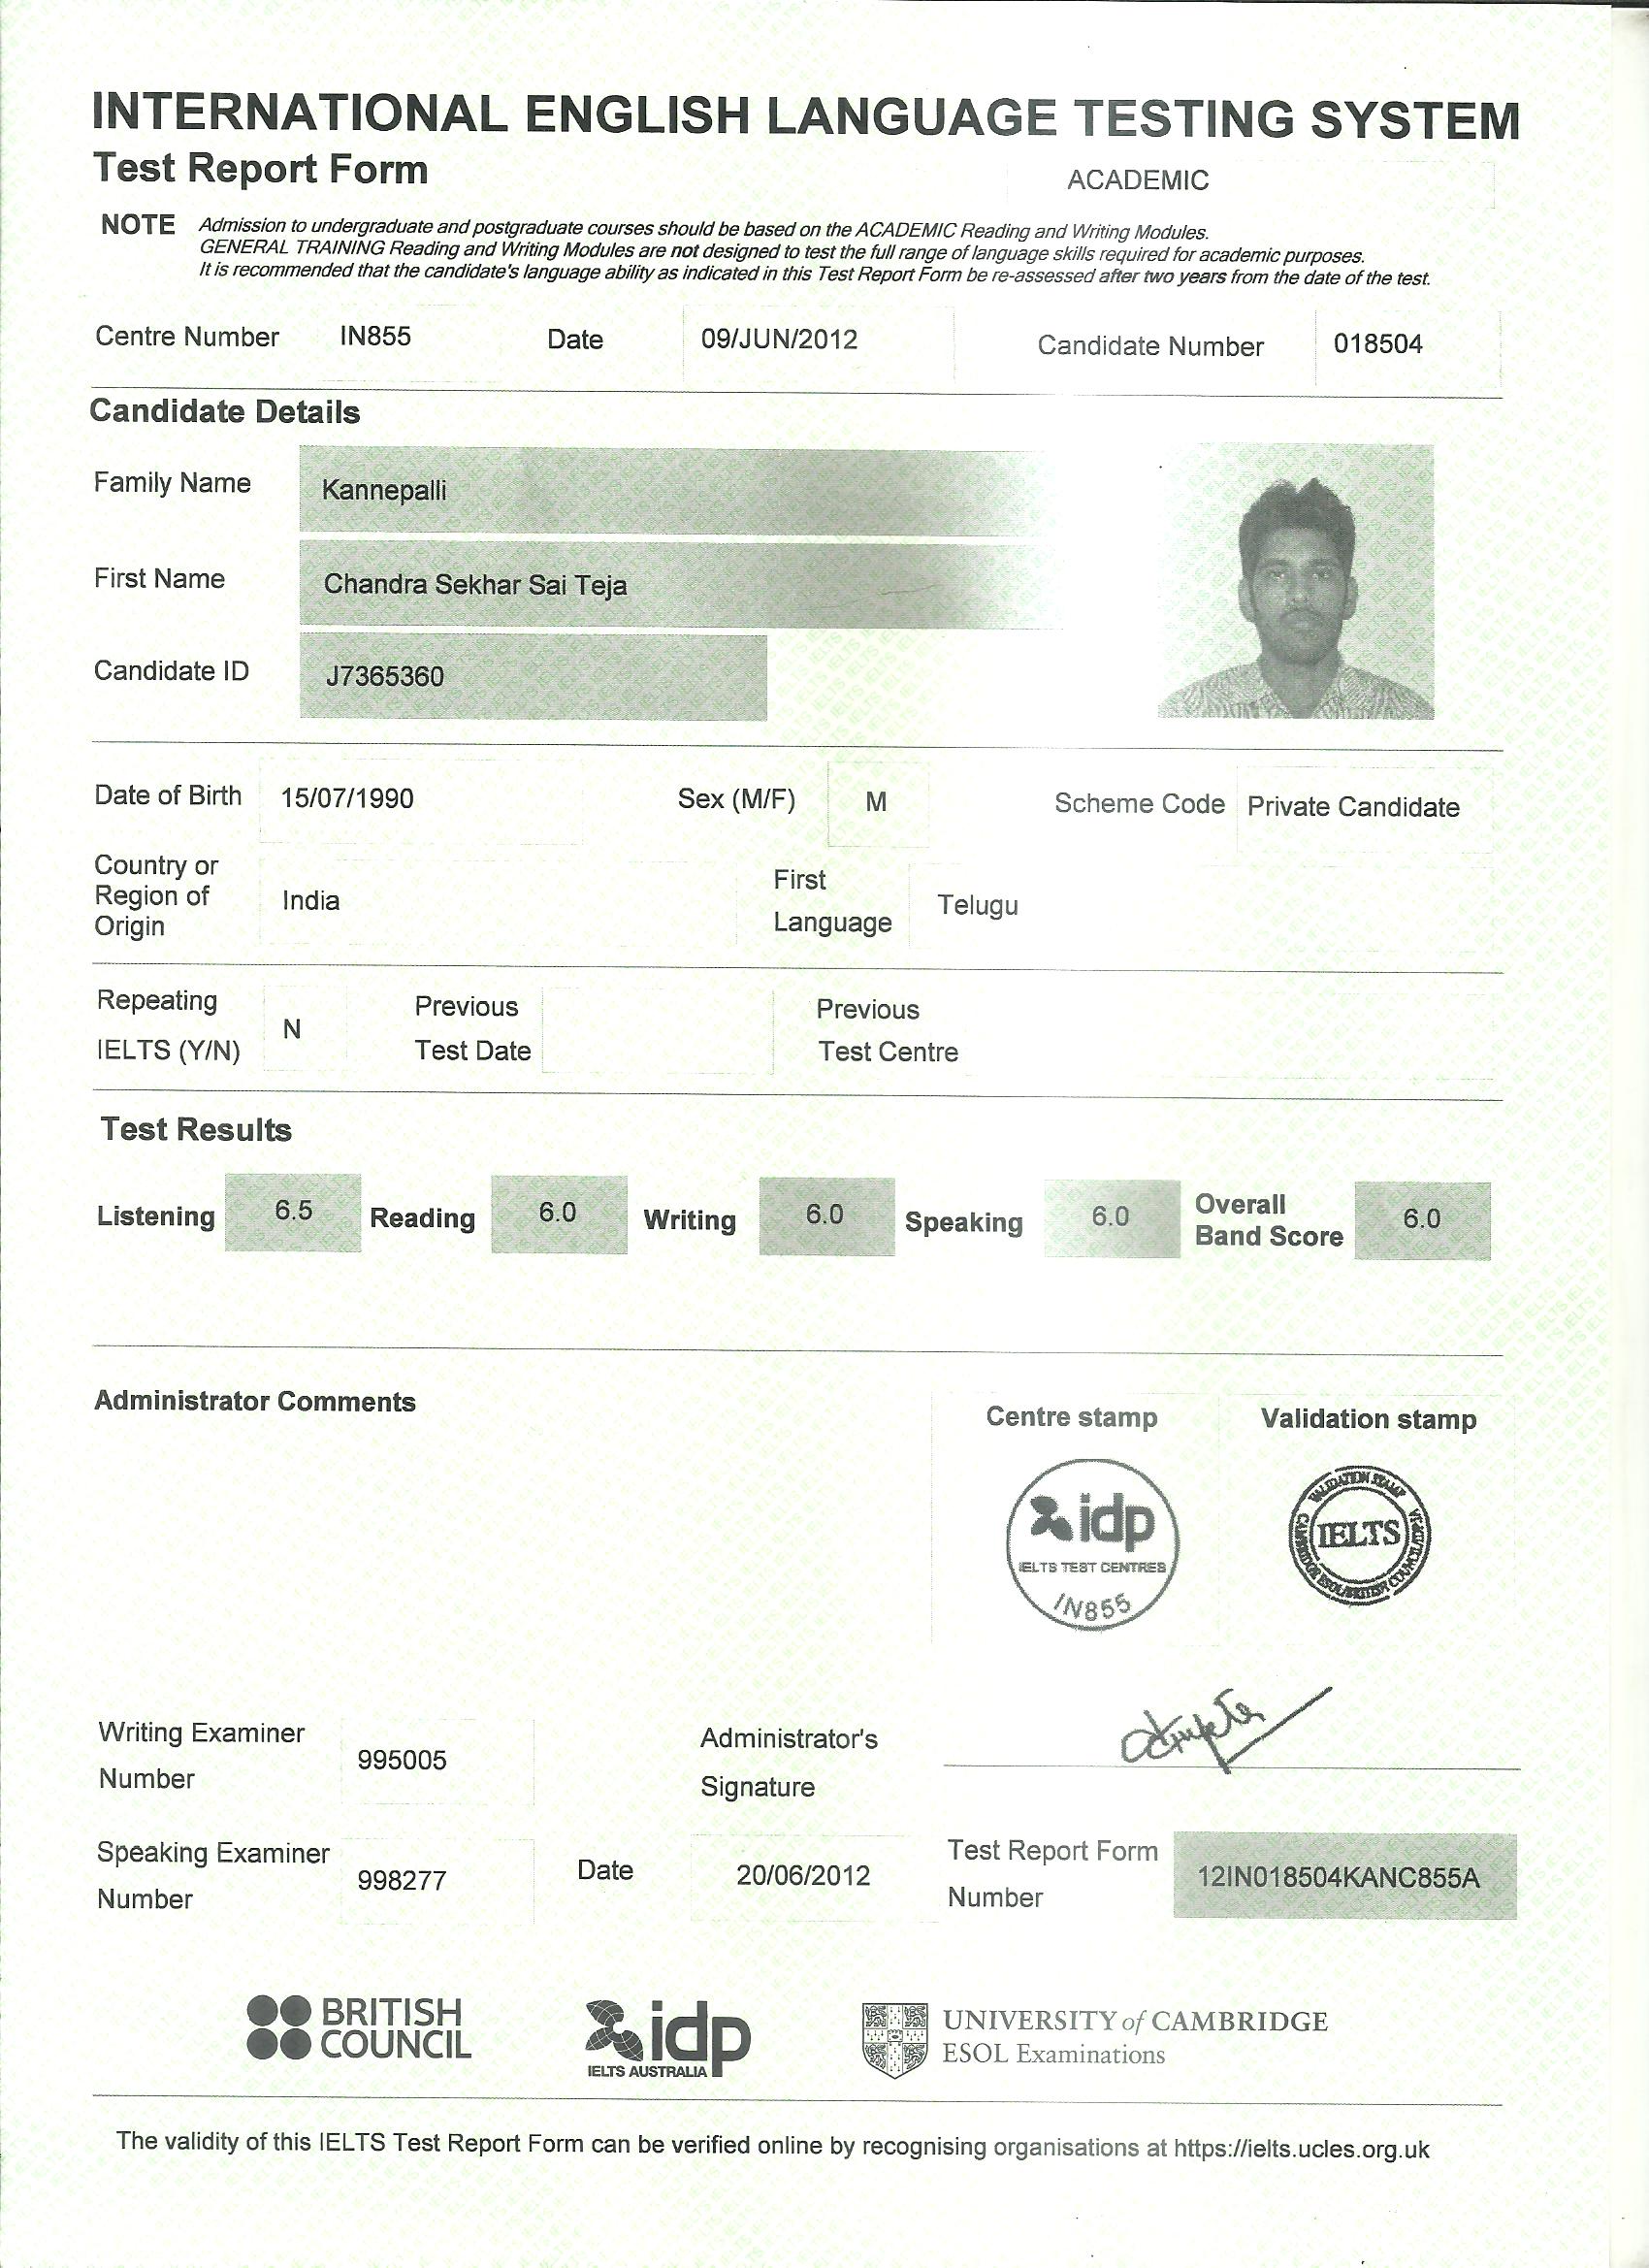 INTERNATIONAL ENGLISH LANGUAGE TESTING SYSTEM
Test Report Form
ACADEMIC
NOTE Admission to undergraduate and postgraduate courses should be based on the ACADEMIC Reading and Writing Modules.
GENERAL TRAINING Reading and Writing Modules are not designed to test the full range of language skills required for academic purposes.
It is recommended that the candidate's language ability as indicated in this Test Report Form be re-assessed after two years from the date of the test.
Centre Number IN855 Date 09/JUN/2012 Candidate Number 018504
Candidate Details
Family Name Kannepalli
First Name Chandra Sekhar Sai Teja
Candidate ID J7365360
Date of Birth 15/07/1990 Sex (M/F) M Scheme Code Private Candidate
Country or
Region of
Origin
India
First
Language
Telugu
Repeating
IELTS (Y/N)
N
Previous
Test Date
Previous
Test Centre
Test Results
Listening 6.5 Reading 6.0 Writing 6.0 Speaking 6.0 Overall
Band Score 6.0
Administrator Comments
Centre stamp
Validation stamp
idp
IELTS TEST CENTRES
IN855
VALIDATION STAMP
IELTS
Writing Examiner
Number
995005
Administrator's
Signature
Speaking Examiner
Number
998277
Date 20/06/2012
Test Report Form
Number
12IN018504KANC855A
BRITISH
COUNCIL
idp
IELTS AUSTRALIA
UNIVERSITY of CAMBRIDGE
ESOL Examinations
The validity of this IELTS Test Report Form can be verified online by recognising organisations at https://ielts.ucles.org.uk